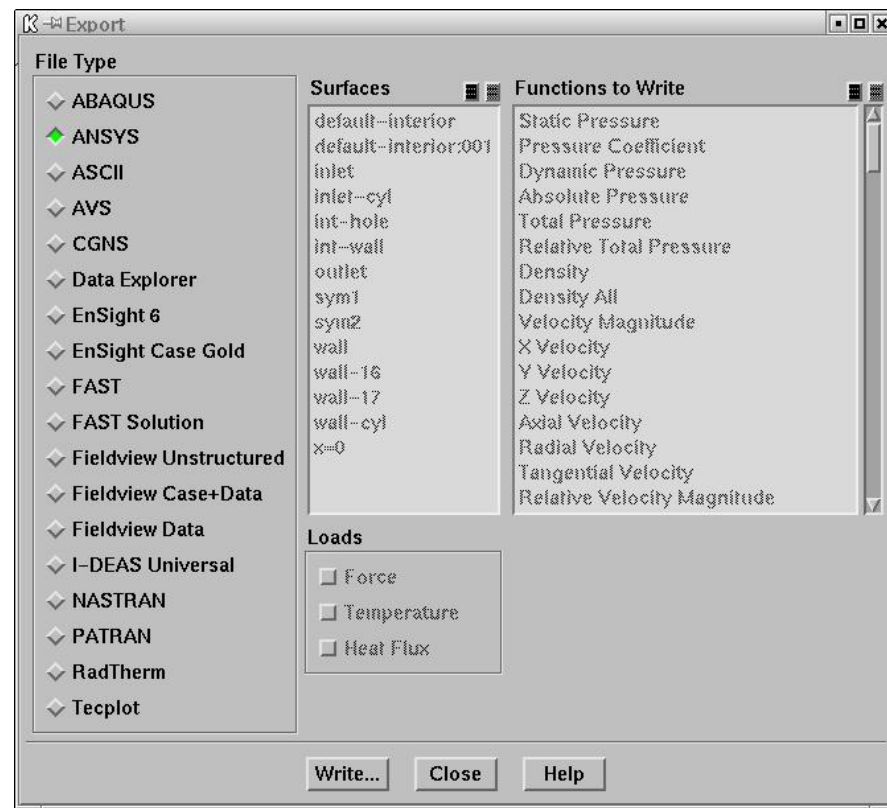 Export
File Type
ABAQUS
ANSYS
ASCII
AVS
CGNS
Data Explorer
EnSight 6
EnSight Case Gold
FAST
FAST Solution
Fieldview Unstructured
Fieldview Case+Data
Fieldview Data
I-DEAS Universal
NASTRAN
PATRAN
RadTherm
Tecplot
Surfaces
default-interior
default-interior:001
inlet
inlet-cyl
int-hole
int-wall
outlet
sym1
sym2
wall
wall-16
wall-17
wall-cyl
x=0
Functions to Write
Static Pressure
Pressure Coefficient
Dynamic Pressure
Absolute Pressure
Total Pressure
Relative Total Pressure
Density
Density All
Velocity Magnitude
X Velocity
Y Velocity
Z Velocity
Axial Velocity
Radial Velocity
Tangential Velocity
Relative Velocity Magnitude
Loads
Force
Temperature
Heat Flux
Write... Close Help